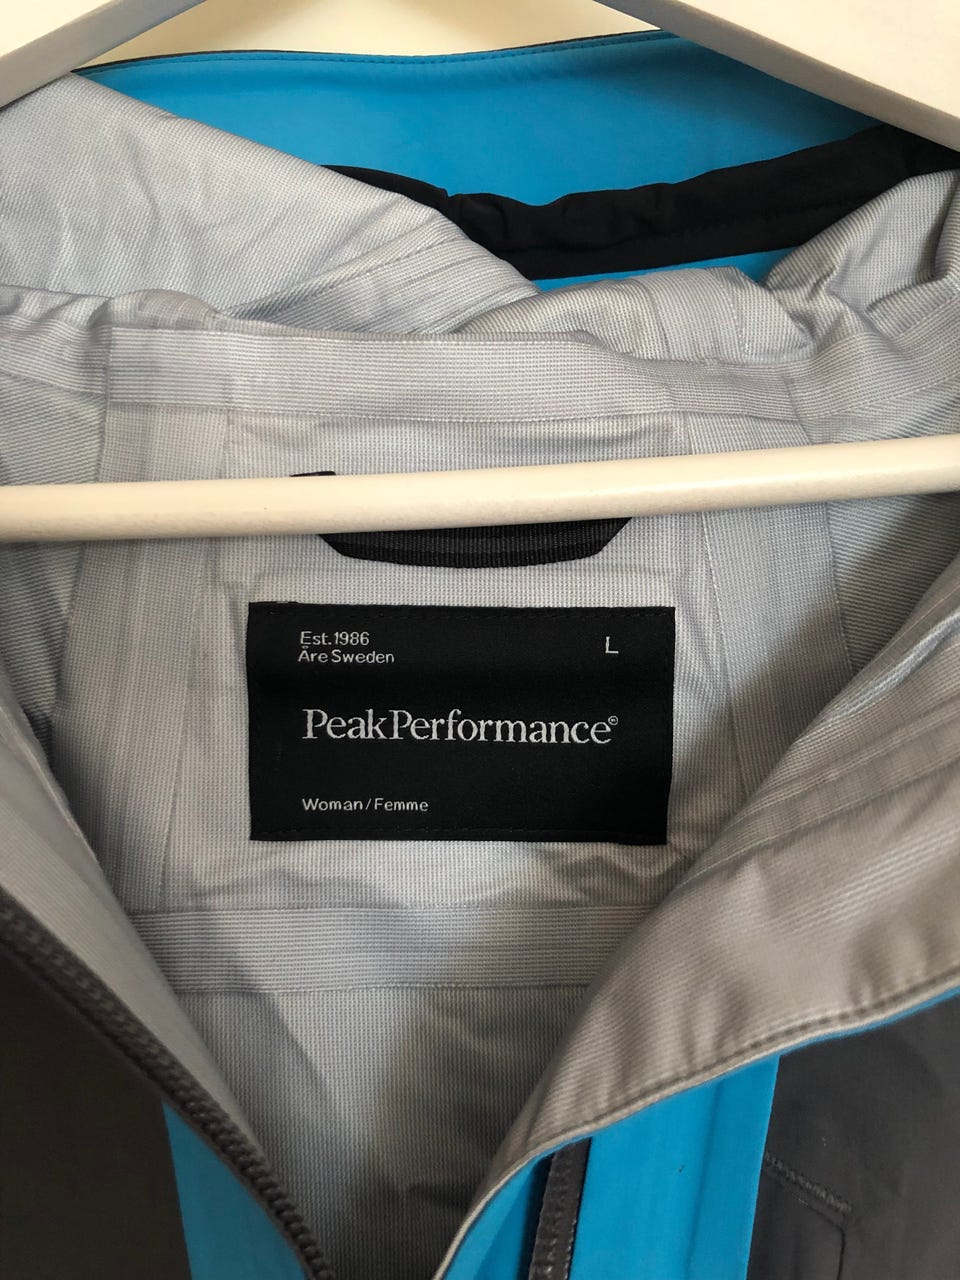 Est.1986
Åre Sweden
L
PeakPerformance®
Woman/Femme